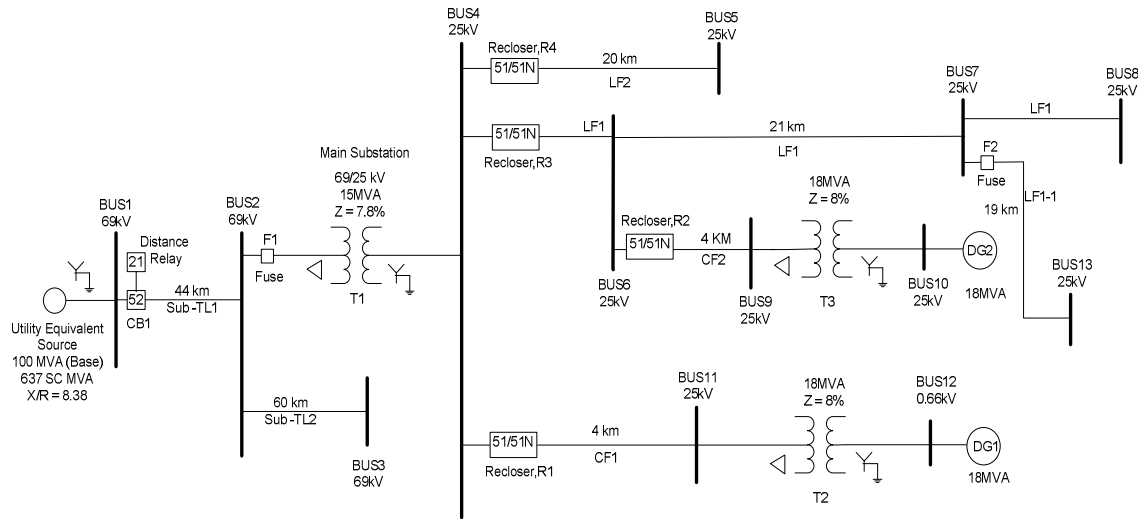 BUS4
25kV
BUS5
25kV
Recloser,R4
51/51N
20 km
LF2
BUS7
25kV
BUS8
25kV
LF1
51/51N
Recloser,R3
LF1
21 km
LF1
F2
Fuse
LF1-1
19 km
Main Substation
69/25 kV
15MVA
Z = 7.8%
18MVA
Z = 8%
BUS1
69kV
BUS2
69kV
Distance
Relay
21
F1
Fuse
T1
Recloser,R2
51/51N
4 KM
CF2
BUS6
25kV
BUS9
25kV
T3
BUS10
25kV
DG2
18MVA
BUS13
25kV
52
CB1
44 km
Sub-TL1
Utility Equivalent
Source
100 MVA (Base)
637 SC MVA
X/R = 8.38
60 km
Sub-TL2
BUS3
69kV
BUS11
25kV
18MVA
Z = 8%
BUS12
0.66kV
51/51N
Recloser,R1
4 km
CF1
T2
DG1
18MVA